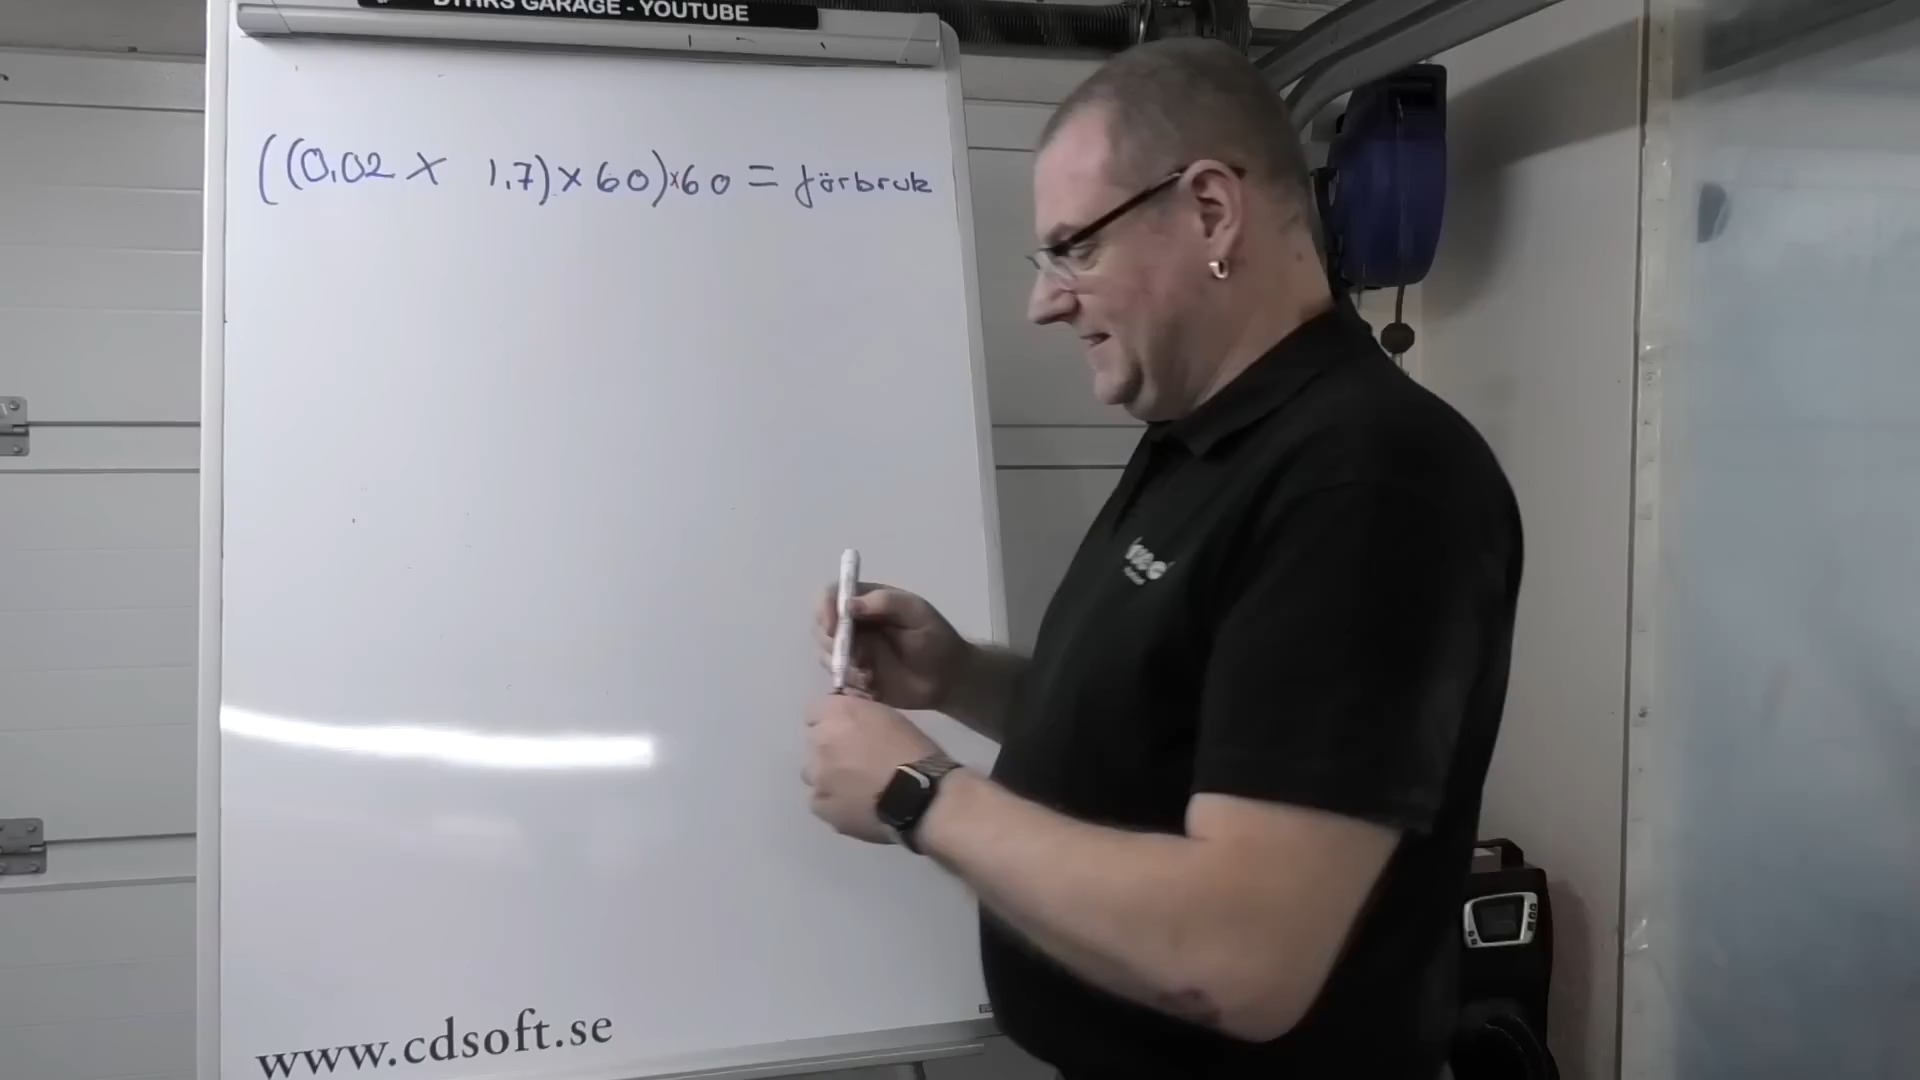 DTHRS GARAGE - YOUTUBE
((0,02 x 1,7) x 60) x 60 = förbruk
www.cdsoft.se